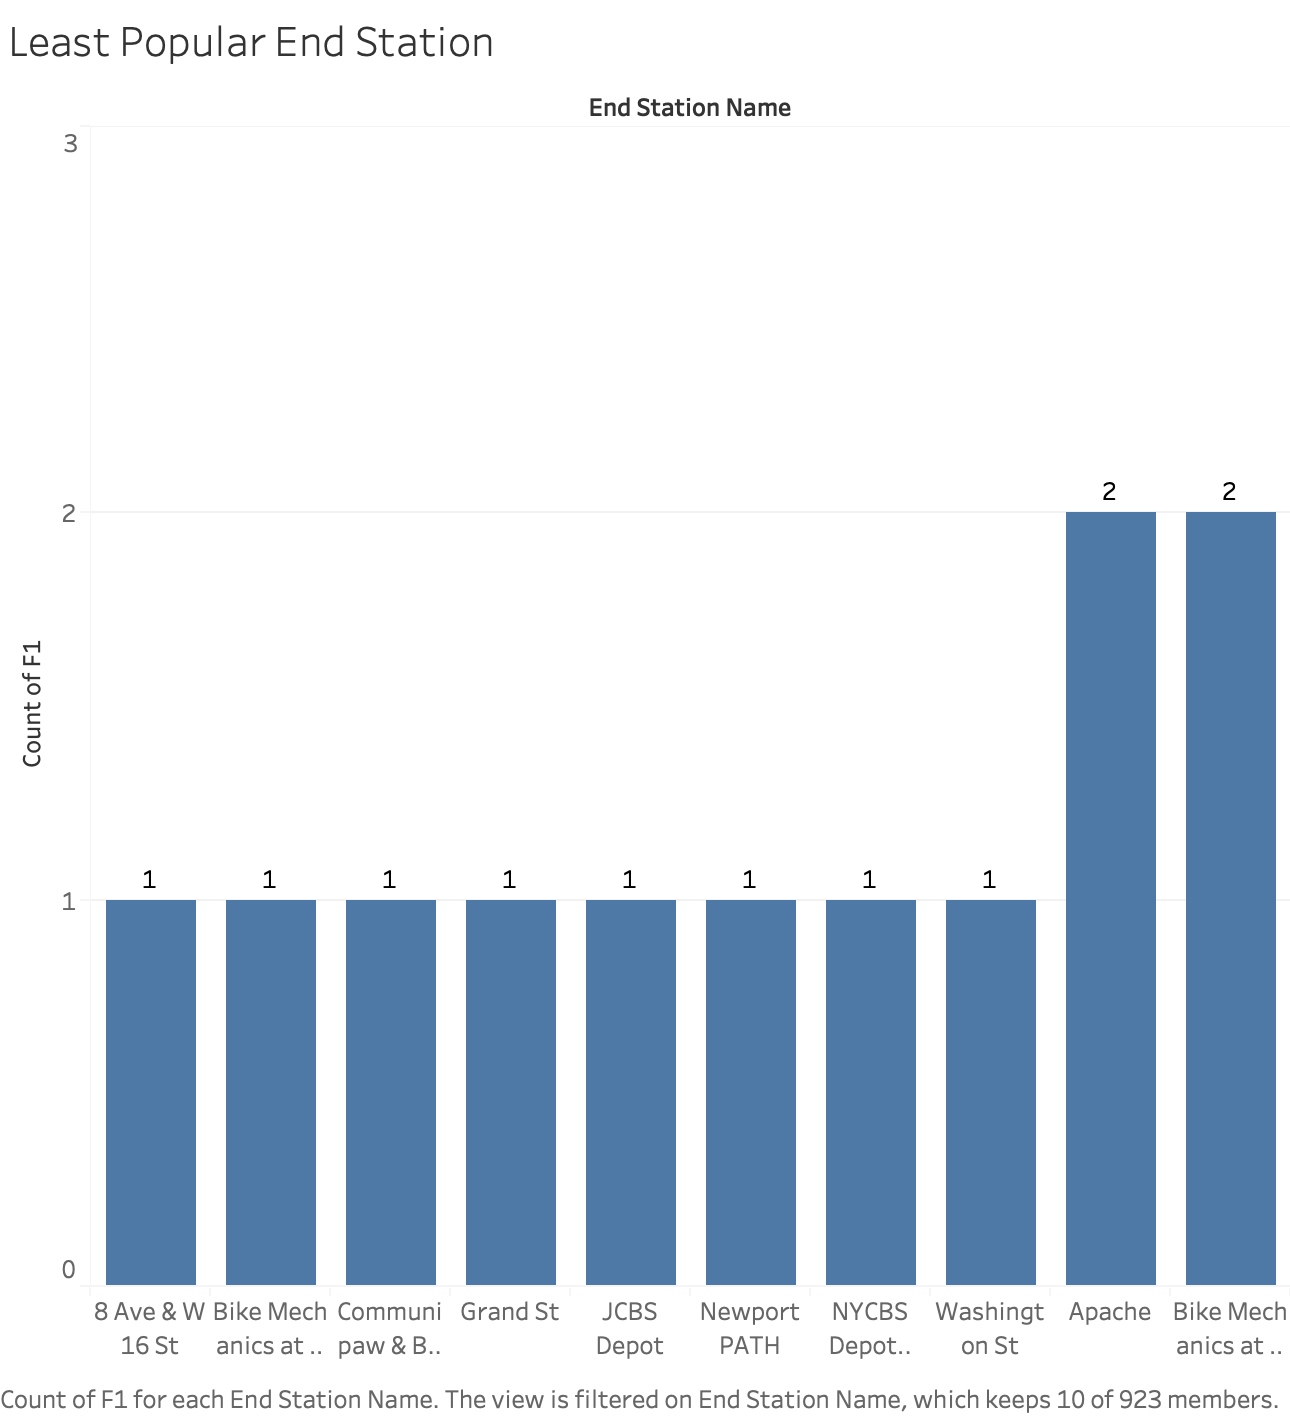 Least Popular End Station
End Station Name
3
2
1
0
Count of F1
1
1
1
1
1
1
1
1
2
2
8 Ave & W
16 St
Bike Mech
anics at ..
Communi
paw & B..
Grand St
JCBS
Depot
Newport
PATH
NYCBS
Depot..
Washingt
on St
Apache
Bike Mech
anics at ..
Count of F1 for each End Station Name. The view is filtered on End Station Name, which keeps 10 of 923 members.